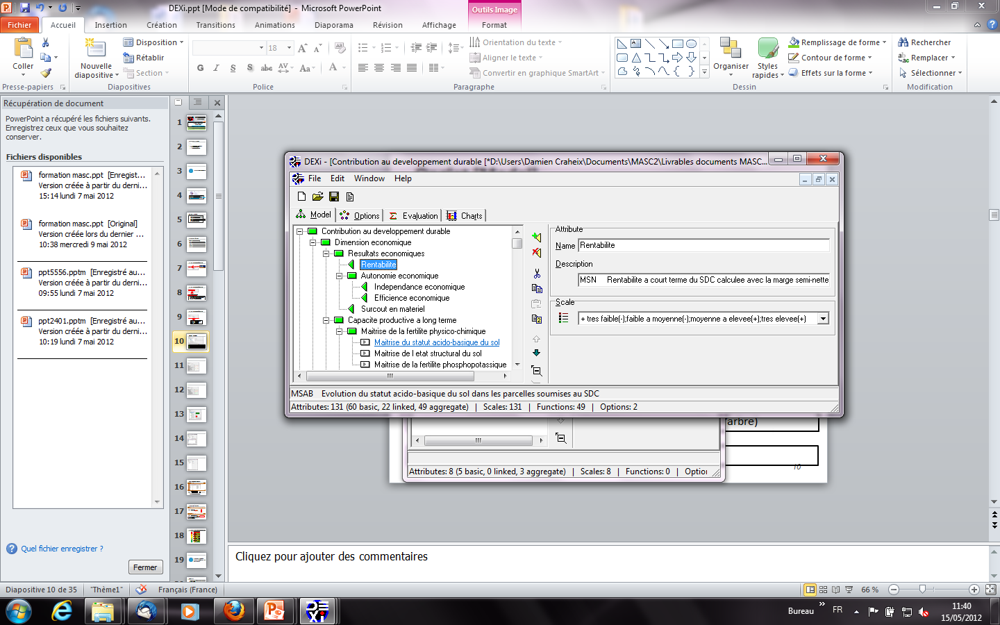 DEXi.ppt [Mode de compatibilité] - Microsoft PowerPoint
Outils Image
Fichier Accueil Insertion Création Transitions Animations Diaporama Révision Affichage Format
Coller
Nouvelle diapositive
Disposition
Rétablir
Section
18
G I S S abc AV Aa A
Orientation du texte
Aligner le texte
Convertir en graphique SmartArt
Organiser
Styles rapides
Remplissage de forme
Contour de forme
Effets sur la forme
Rechercher
Remplacer
Sélectionner
Presse-papiers Diapositives Police Paragraphe Dessin Modification
Récupération de document
PowerPoint a récupéré les fichiers suivants.
Enregistrez ceux que vous souhaitez
conserver.
Fichiers disponibles
formation masc.ppt [Enregist...
Version créée à partir du derni...
15:14 lundi 7 mai 2012
formation masc.ppt [Original]
Version créée lors du dernier ...
10:38 mercredi 9 mai 2012
ppt5556.pptm [Enregistré au...
Version créée à partir du derni...
09:55 lundi 7 mai 2012
ppt2401.pptm [Enregistré au...
Version créée à partir du derni...
10:19 lundi 7 mai 2012
Quel fichier enregistrer ?
Fermer
1
2
3
4
5
6
7
8
9
10
11
12
13
14
15
16
17
18
19
DEXi - [Contribution au developpement durable [*D:\Users\Damien Craheix\Documents\MASC2\Livrables documents MASC...
File Edit Window Help
Model Options Evaluation Charts
Contribution au developpement durable
Dimension economique
Resultats economiques
Rentabilite
Autonomie economique
Independance economique
Efficience economique
Surcout en materiel
Capacite productive a long terme
Maitrise de la fertilite physico-chimique
Maitrise du statut acido-basique du sol
Maitrise de l etat structural du sol
Maitrise de la fertilite phosphopotassique
Attribute
Name Rentabilite
Description
MSN Rentabilite a court terme du SDC calculee avec la marge semi-nette
Scale
+ tres faible(-);faible a moyenne(-);moyenne a elevee(+);tres elevee(+)
MSAB Evolution du statut acido-basique du sol dans les parcelles soumises au SDC
Attributes: 131 (60 basic, 22 linked, 49 aggregate) | Scales: 131 | Functions: 49 | Options: 2
arbre)
10
Attributes: 8 (5 basic, 0 linked, 3 aggregate) | Scales: 8 | Functions: 0 | Optio
Cliquez pour ajouter des commentaires
Diapositive 10 de 35 "Thème1" Français (France) 66 %
Bureau » FR 11:40
15/05/2012